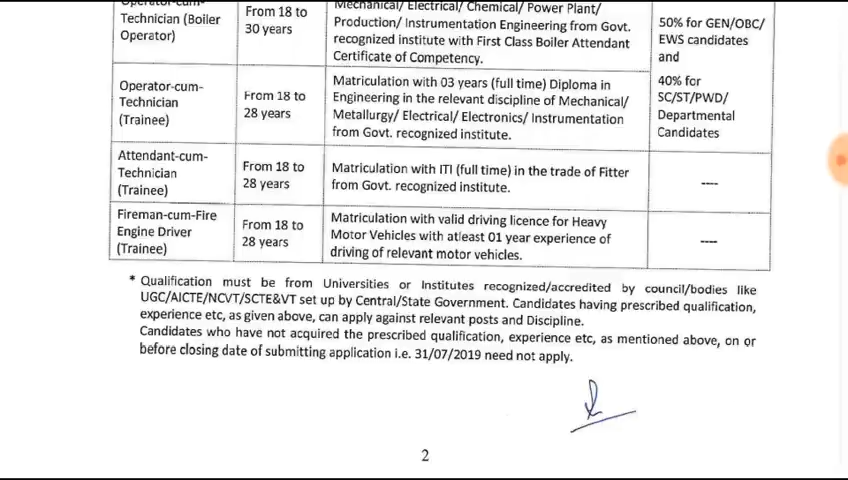 Operator-cum-
Technician (Boiler
Operator)
From 18 to
30 years
Mechanical/ Electrical/ Chemical/ Power Plant/
Production/ Instrumentation Engineering from Govt.
recognized institute with First Class Boiler Attendant
Certificate of Competency.
50% for GEN/OBC/
EWS candidates
and
40% for
SC/ST/PWD/
Departmental
Candidates
Operator-cum-
Technician
(Trainee)
From 18 to
28 years
Matriculation with 03 years (full time) Diploma in
Engineering in the relevant discipline of Mechanical/
Metallurgy/ Electrical/ Electronics/ Instrumentation
from Govt. recognized institute.
Attendant-cum-
Technician
(Trainee)
From 18 to
28 years
Matriculation with ITI (full time) in the trade of Fitter
from Govt. recognized institute.
----
Fireman-cum-Fire
Engine Driver
(Trainee)
From 18 to
28 years
Matriculation with valid driving licence for Heavy
Motor Vehicles with atleast 01 year experience of
driving of relevant motor vehicles.
----
* Qualification must be from Universities or Institutes recognized/accredited by council/bodies like
UGC/AICTE/NCVT/SCTE&VT set up by Central/State Government. Candidates having prescribed qualification,
experience etc, as given above, can apply against relevant posts and Discipline.
Candidates who have not acquired the prescribed qualification, experience etc, as mentioned above, on or
before closing date of submitting application i.e. 31/07/2019 need not apply.
2